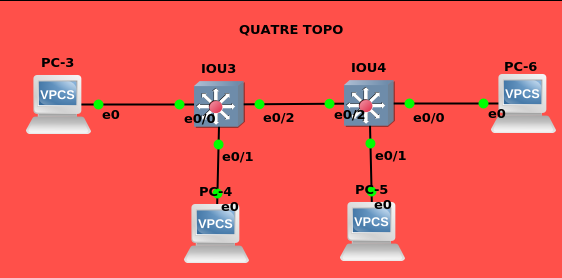 QUATRE TOPO
PC-3
IOU3
IOU4
PC-6
VPCS
VPCS
e0
e0/0
e0/2
e0/2
e0/0
e0
e0/1
e0/1
PC-4
PC-5
e0
e0
VPCS
VPCS